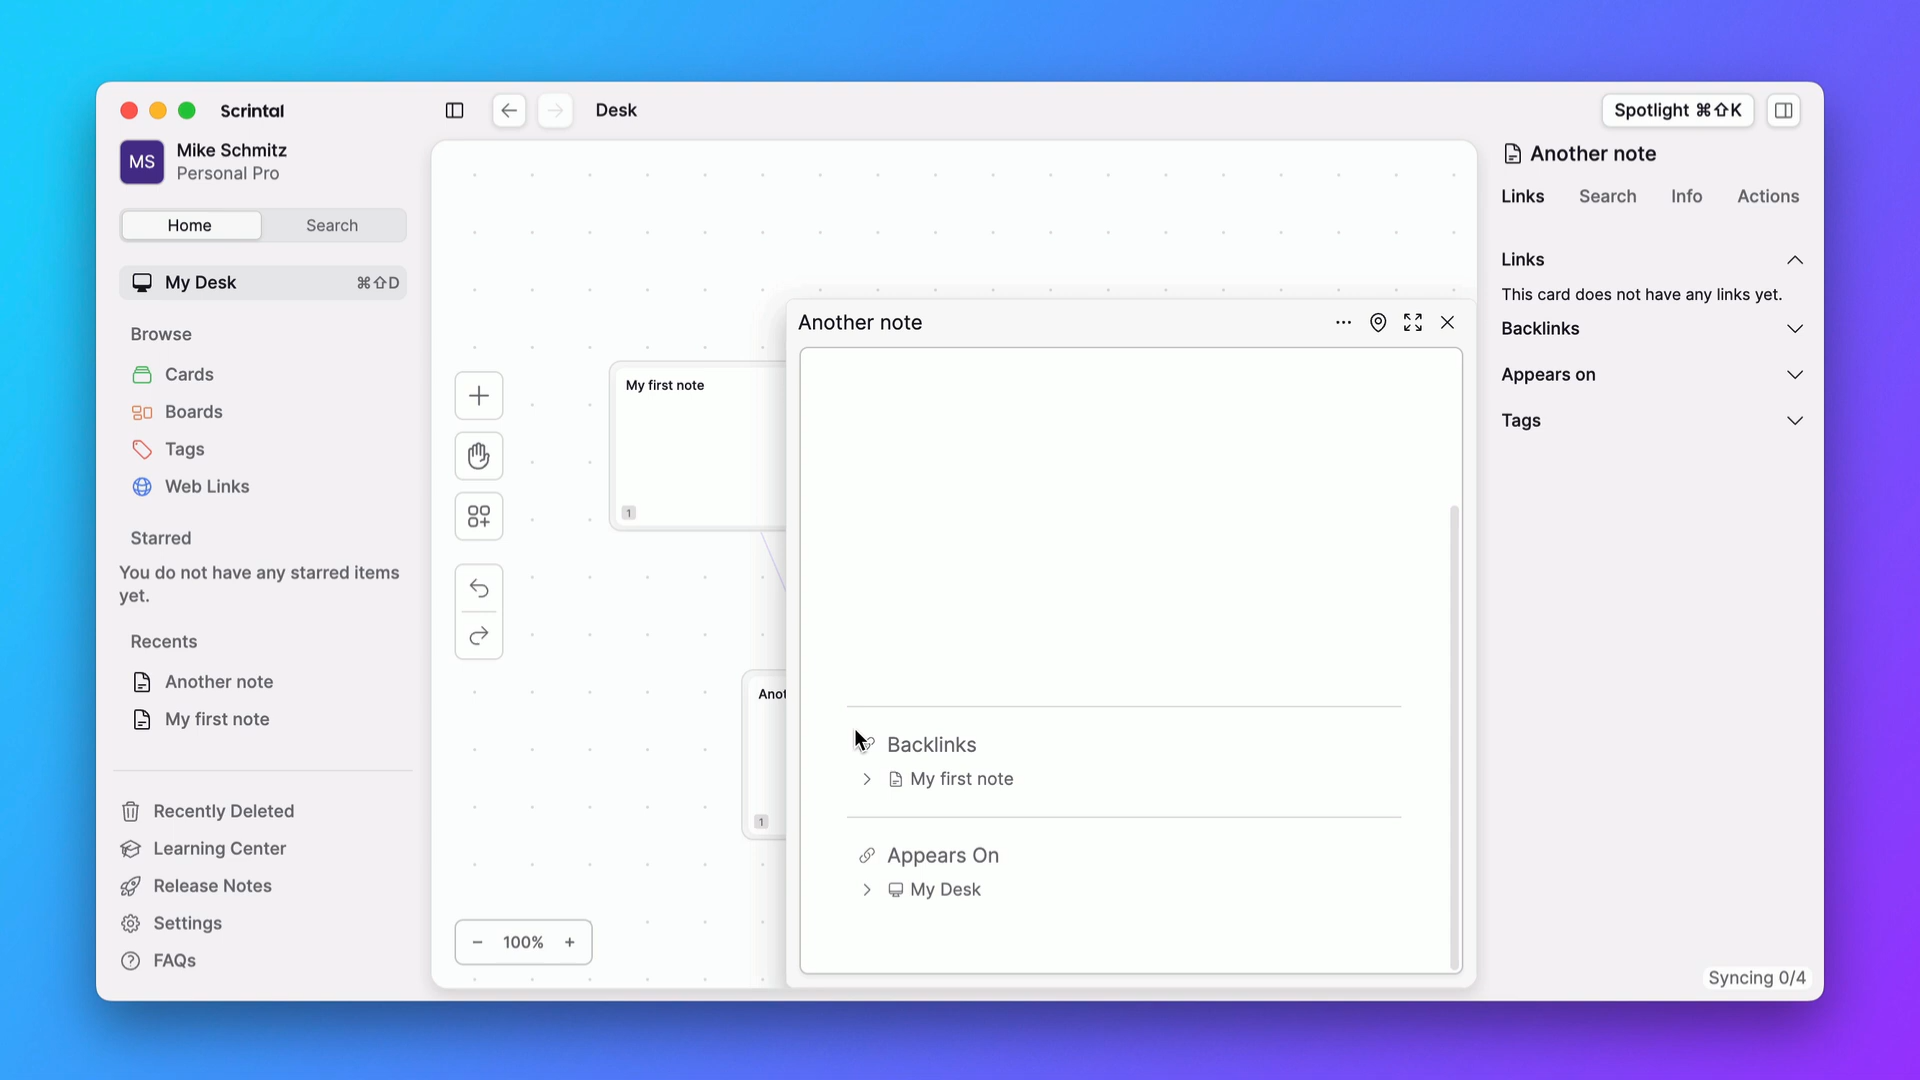 Scrintal
Desk
Spotlight ⌘⇧K
MS
Mike Schmitz
Personal Pro
Home
Search
My Desk
⌘⇧D
Browse
Cards
Boards
Tags
Web Links
Starred
You do not have any starred items
yet.
Recents
Another note
My first note
Recently Deleted
Learning Center
Release Notes
Settings
FAQs
My first note
1
Anot
1
− 100% +
Another note
Backlinks
My first note
Appears On
My Desk
Another note
Links
Search
Info
Actions
Links
This card does not have any links yet.
Backlinks
Appears on
Tags
Syncing 0/4